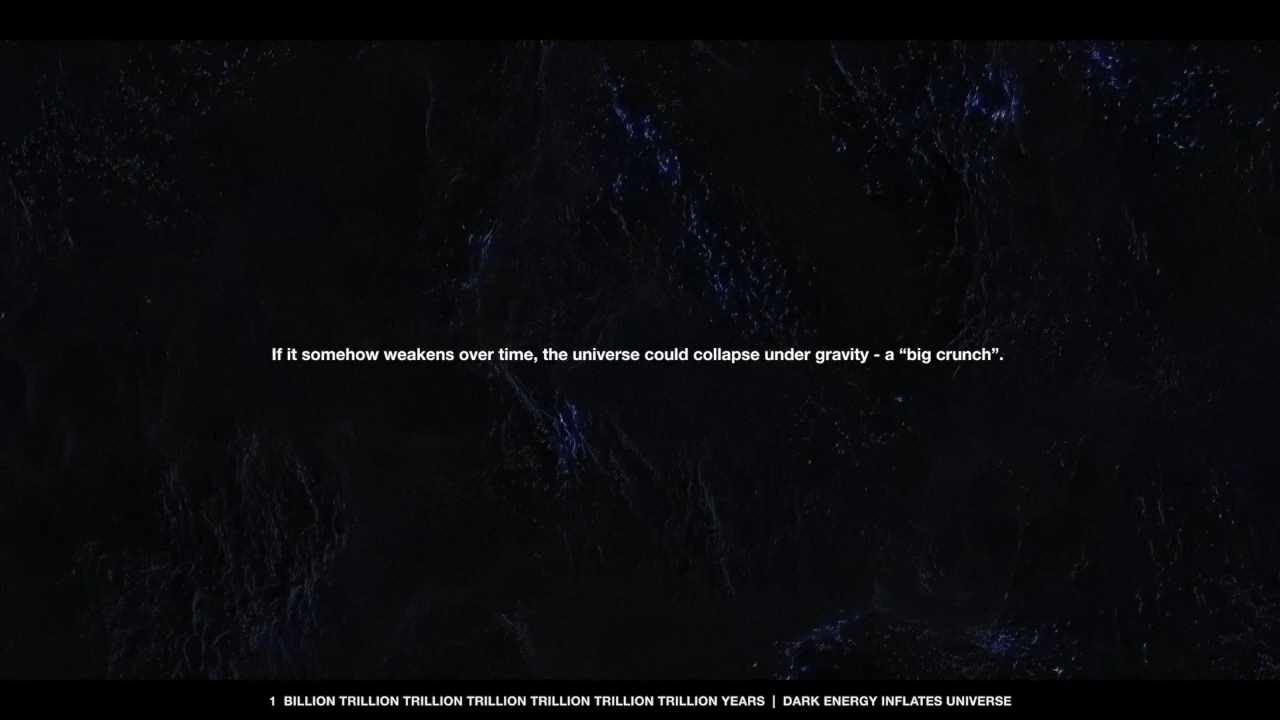 If it somehow weakens over time, the universe could collapse under gravity - a “big crunch”.
1 BILLION TRILLION TRILLION TRILLION TRILLION TRILLION TRILLION YEARS | DARK ENERGY INFLATES UNIVERSE